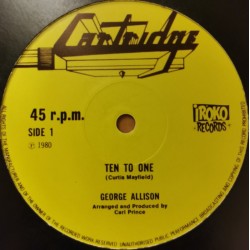 Cartridge
45 r.p.m.
SIDE 1
℗ 1980
IROKO
RECORDS
TEN TO ONE
(Curtis Mayfield)
GEORGE ALLISON
Arranged and Produced by
Carl Prince